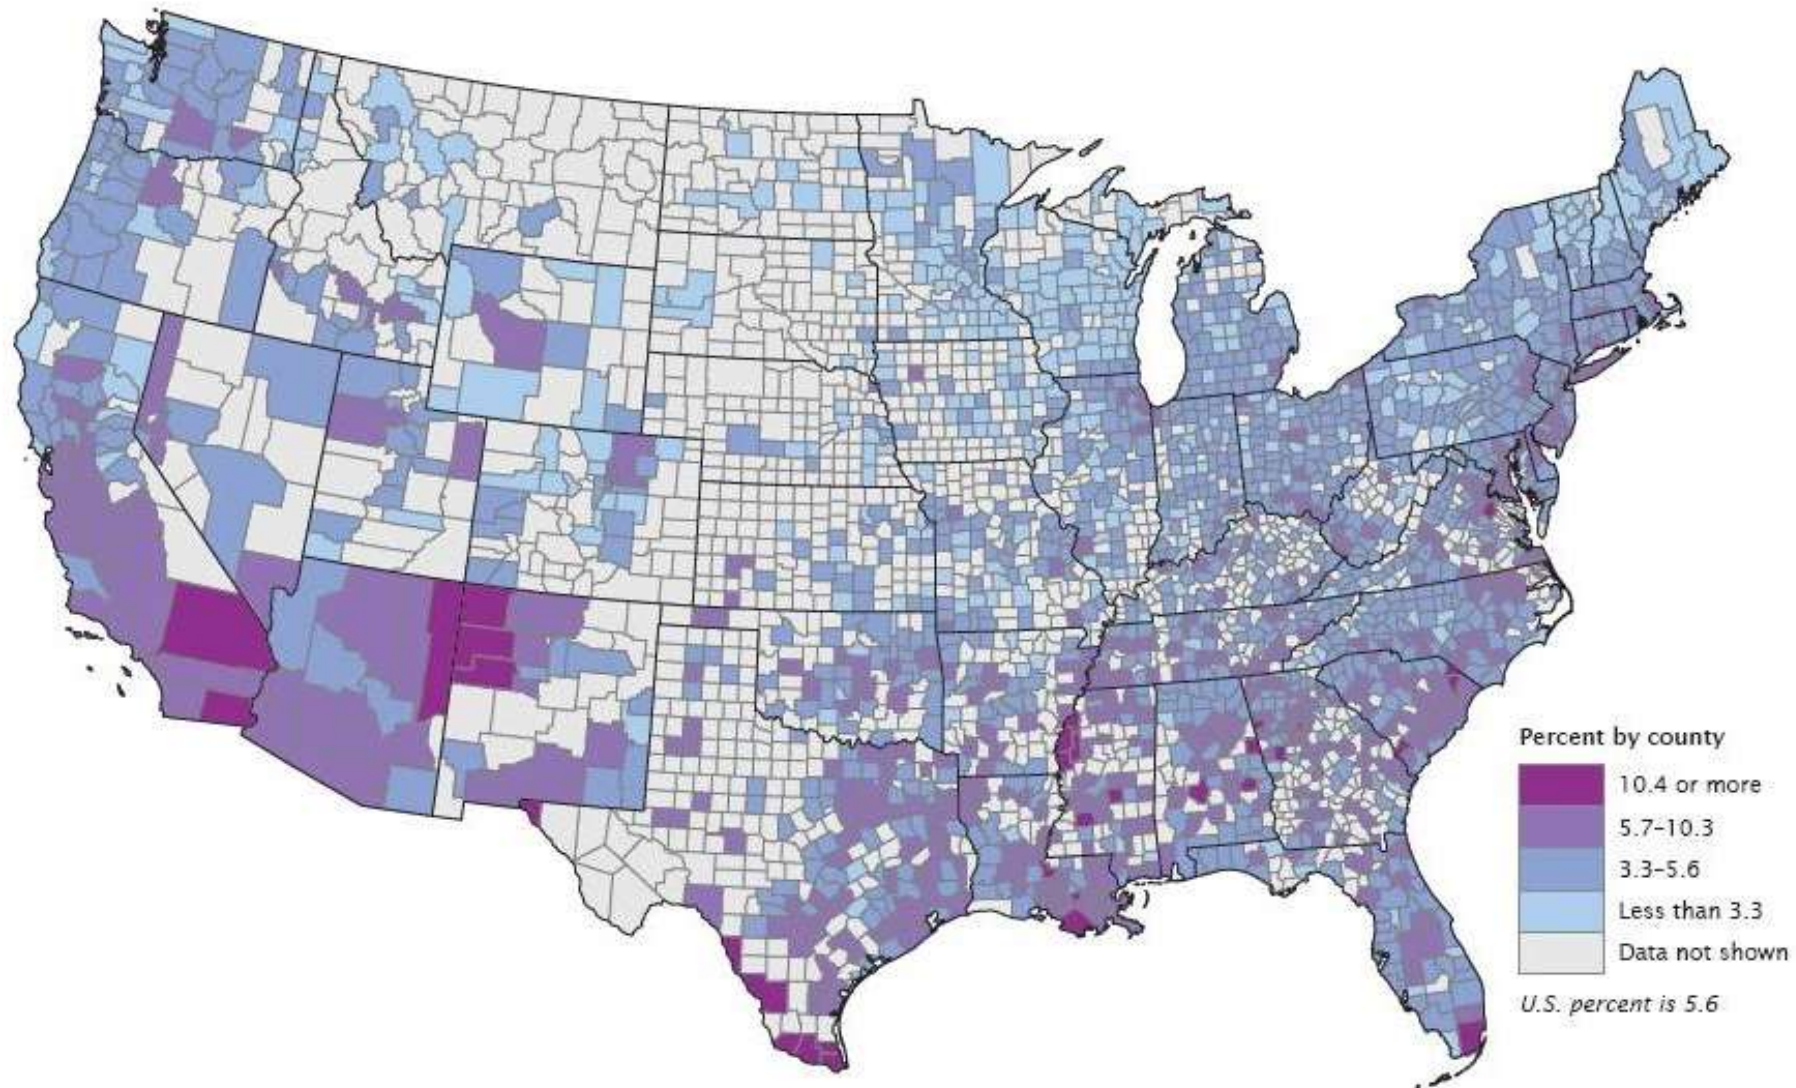 Percent by county
10.4 or more
5.7–10.3
3.3–5.6
Less than 3.3
Data not shown
U.S. percent is 5.6